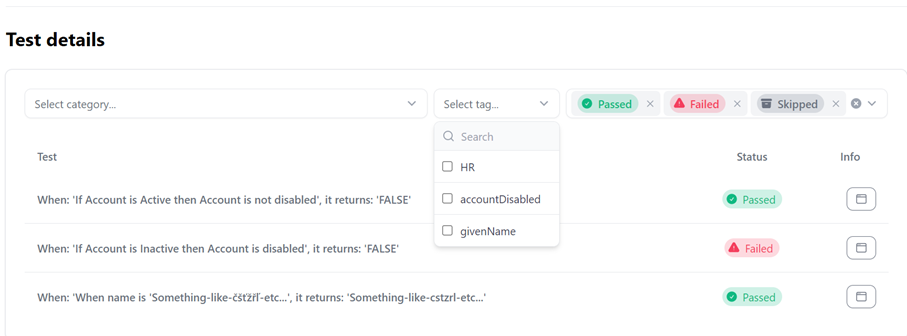 Test details
Select category...
Select tag...
Passed
Failed
Skipped
Search
HR
accountDisabled
givenName
Test Status Info
When: 'If Account is Active then Account is not disabled', it returns: 'FALSE' Passed
When: 'If Account is Inactive then Account is disabled', it returns: 'FALSE' Failed
When: 'When name is 'Something-like-čšťžřľ-etc...', it returns: 'Something-like-cstzrl-etc...' Passed